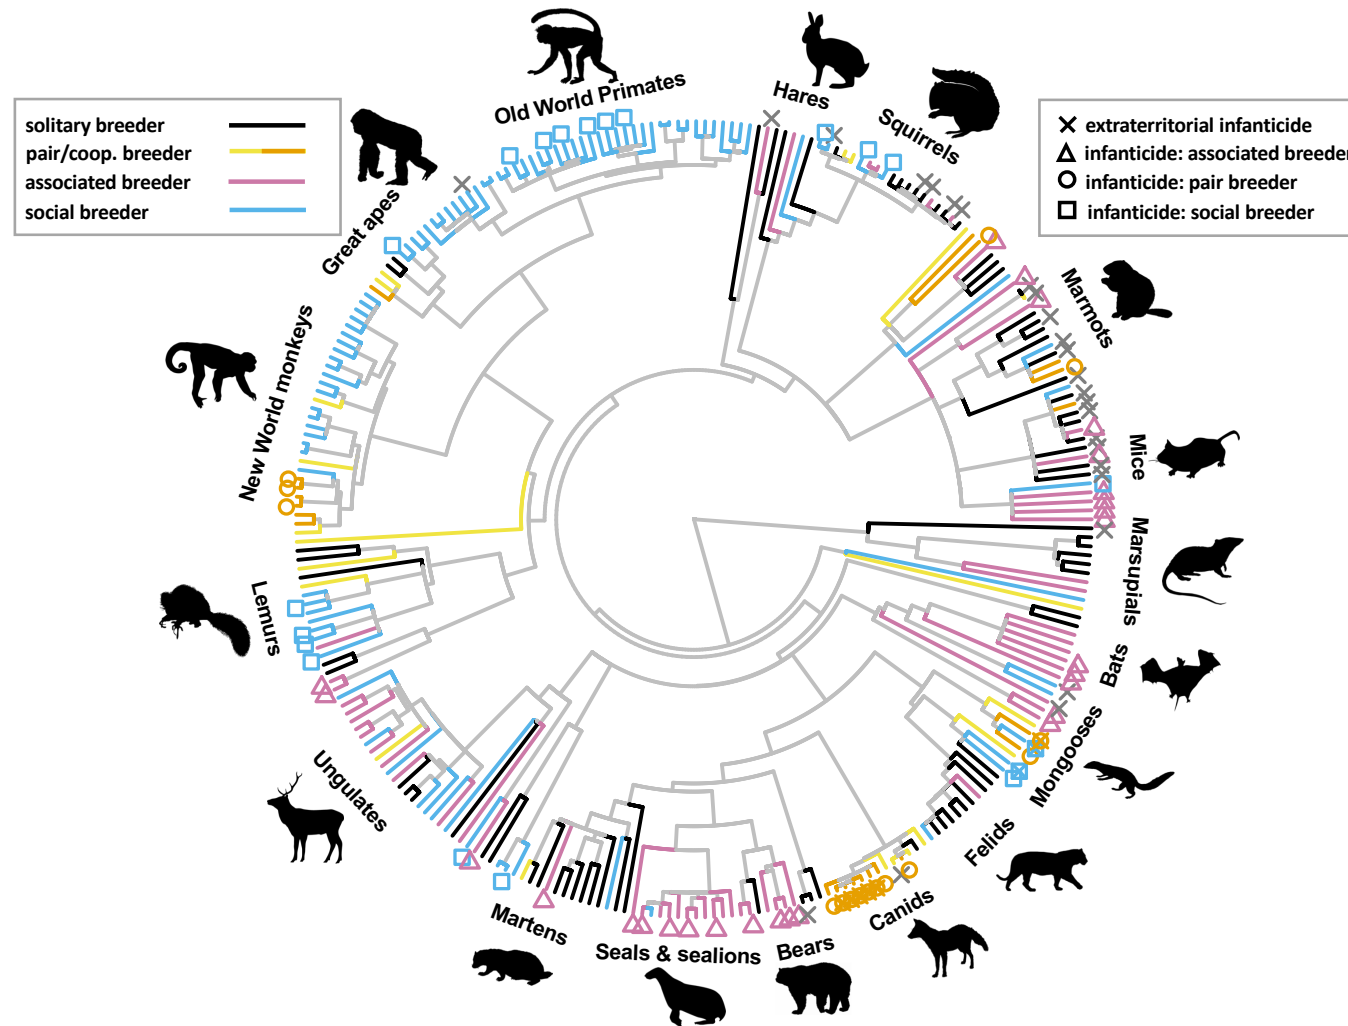 solitary breeder
pair/coop. breeder
associated breeder
social breeder
extraterritorial infanticide
infanticide: associated breeder
infanticide: pair breeder
infanticide: social breeder
Old World Primates
Hares
Squirrels
Marmots
Mice
Marsupials
Bats
Mongooses
Felids
Canids
Bears
Seals & sealions
Martens
Ungulates
Lemurs
New World monkeys
Great apes